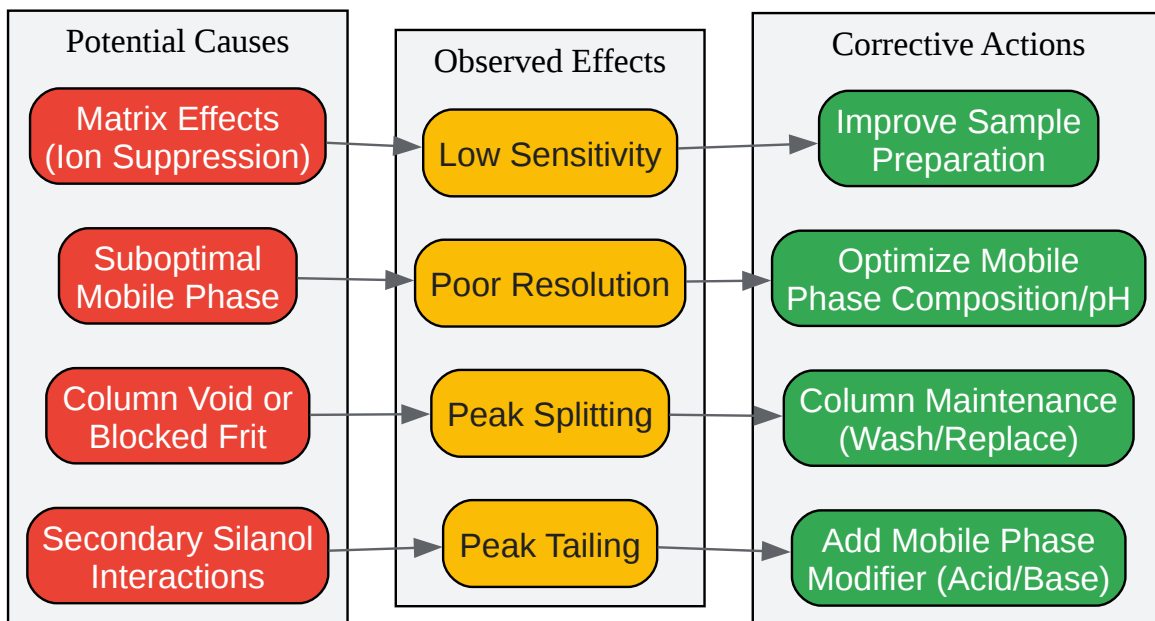 Potential Causes
Matrix Effects
(Ion Suppression)
Suboptimal
Mobile Phase
Column Void or
Blocked Frit
Secondary Silanol
Interactions
Observed Effects
Low Sensitivity
Poor Resolution
Peak Splitting
Peak Tailing
Corrective Actions
Improve Sample
Preparation
Optimize Mobile
Phase Composition/pH
Column Maintenance
(Wash/Replace)
Add Mobile Phase
Modifier (Acid/Base)